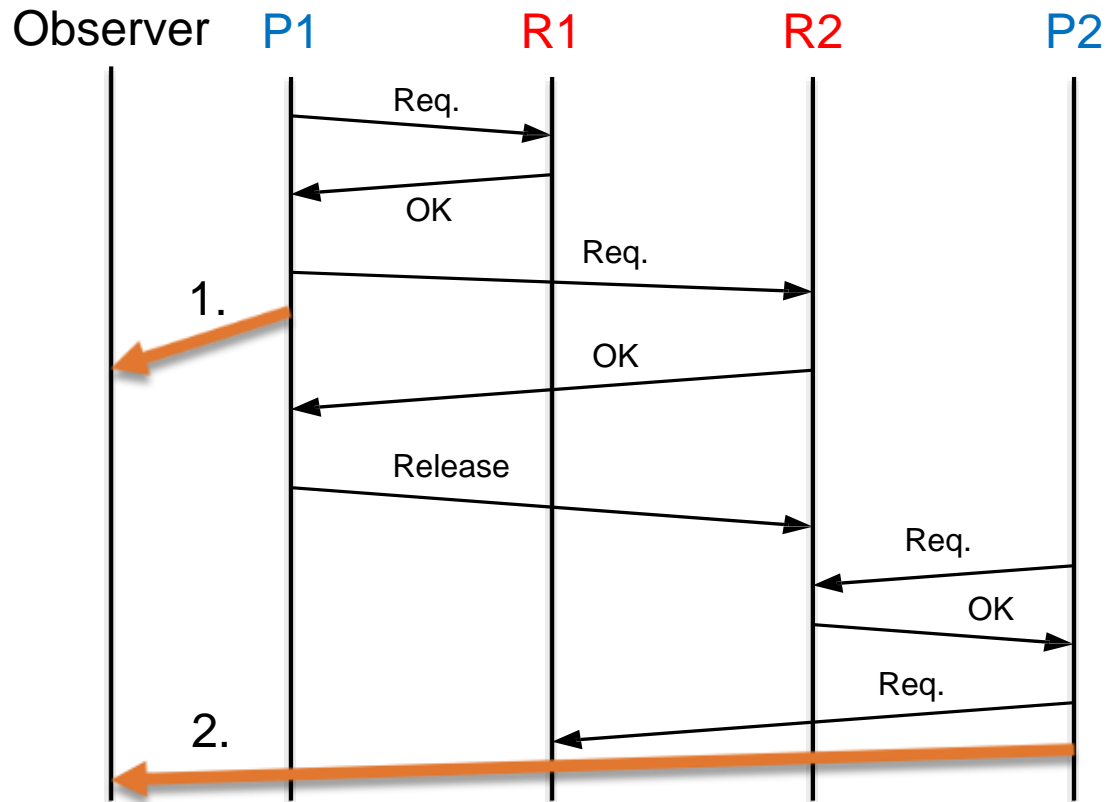 Observer P1 R1 R2 P2
Req.
OK
Req.
1.
OK
Release
Req.
OK
Req.
2.